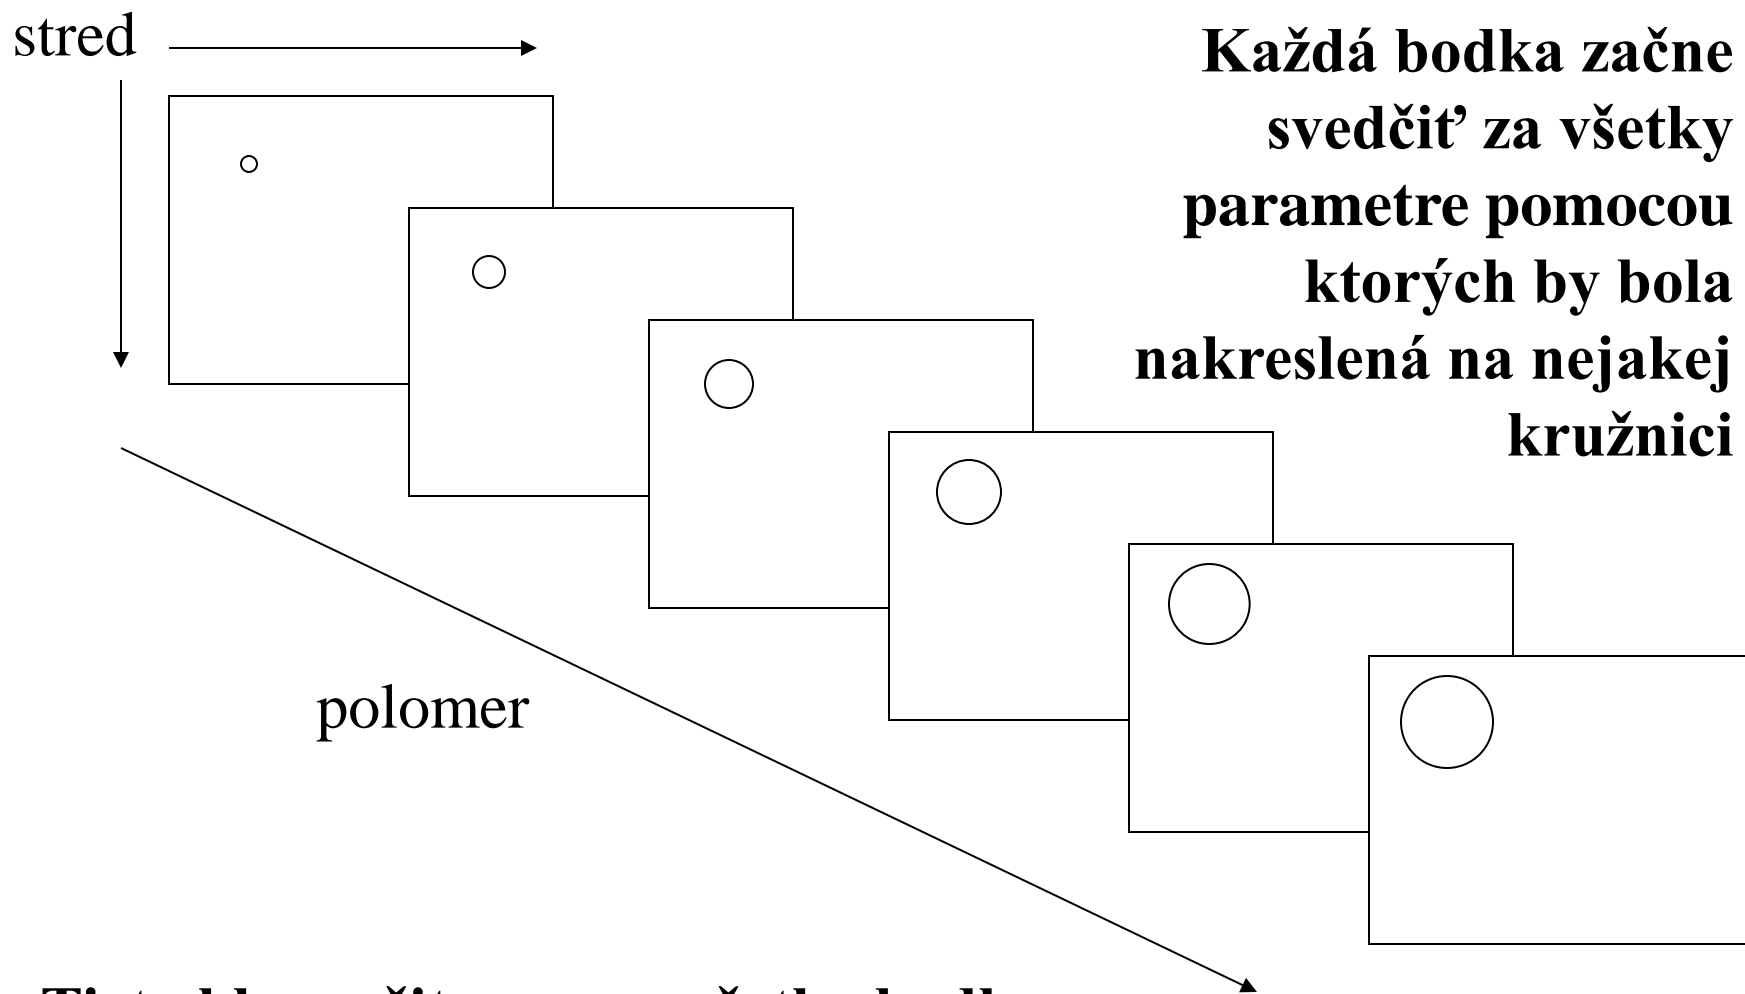 stred
Každá bodka začne
svedčiť za všetky
parametre pomocou
ktorých by bola
nakreslená na nejakej
kružnici
polomer